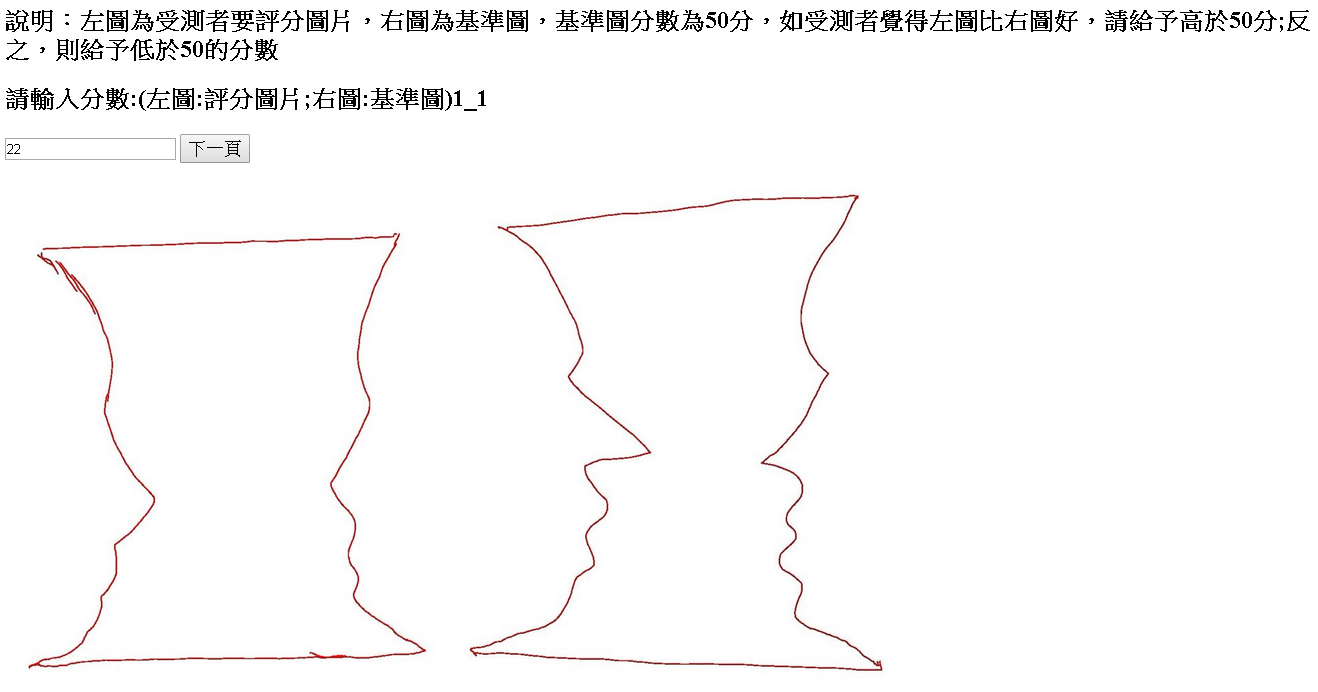 說明：左圖為受測者要評分圖片，右圖為基準圖，基準圖分數為50分，如受測者覺得左圖比右圖好，請給予高於50分;反
之，則給予低於50的分數
請輸入分數:(左圖:評分圖片;右圖:基準圖)1_1
22 下一頁